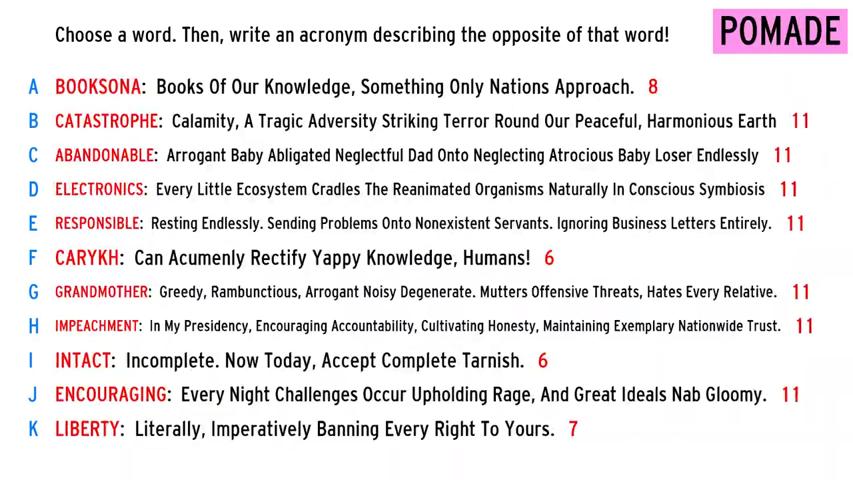 Choose a word. Then, write an acronym describing the opposite of that word!
POMADE
A BOOKSONA: Books Of Our Knowledge, Something Only Nations Approach. 8
B CATASTROPHE: Calamity, A Tragic Adversity Striking Terror Round Our Peaceful, Harmonious Earth 11
C ABANDONABLE: Arrogant Baby Abligated Neglectful Dad Onto Neglecting Atrocious Baby Loser Endlessly 11
D ELECTRONICS: Every Little Ecosystem Cradles The Reanimated Organisms Naturally In Conscious Symbiosis 11
E RESPONSIBLE: Resting Endlessly. Sending Problems Onto Nonexistent Servants. Ignoring Business Letters Entirely. 11
F CARYKH: Can Acumenly Rectify Yappy Knowledge, Humans! 6
G GRANDMOTHER: Greedy, Rambunctious, Arrogant Noisy Degenerate. Mutters Offensive Threats, Hates Every Relative. 11
H IMPEACHMENT: In My Presidency, Encouraging Accountability, Cultivating Honesty, Maintaining Exemplary Nationwide Trust. 11
I INTACT: Incomplete. Now Today, Accept Complete Tarnish. 6
J ENCOURAGING: Every Night Challenges Occur Upholding Rage, And Great Ideals Nab Gloomy. 11
K LIBERTY: Literally, Imperatively Banning Every Right To Yours. 7